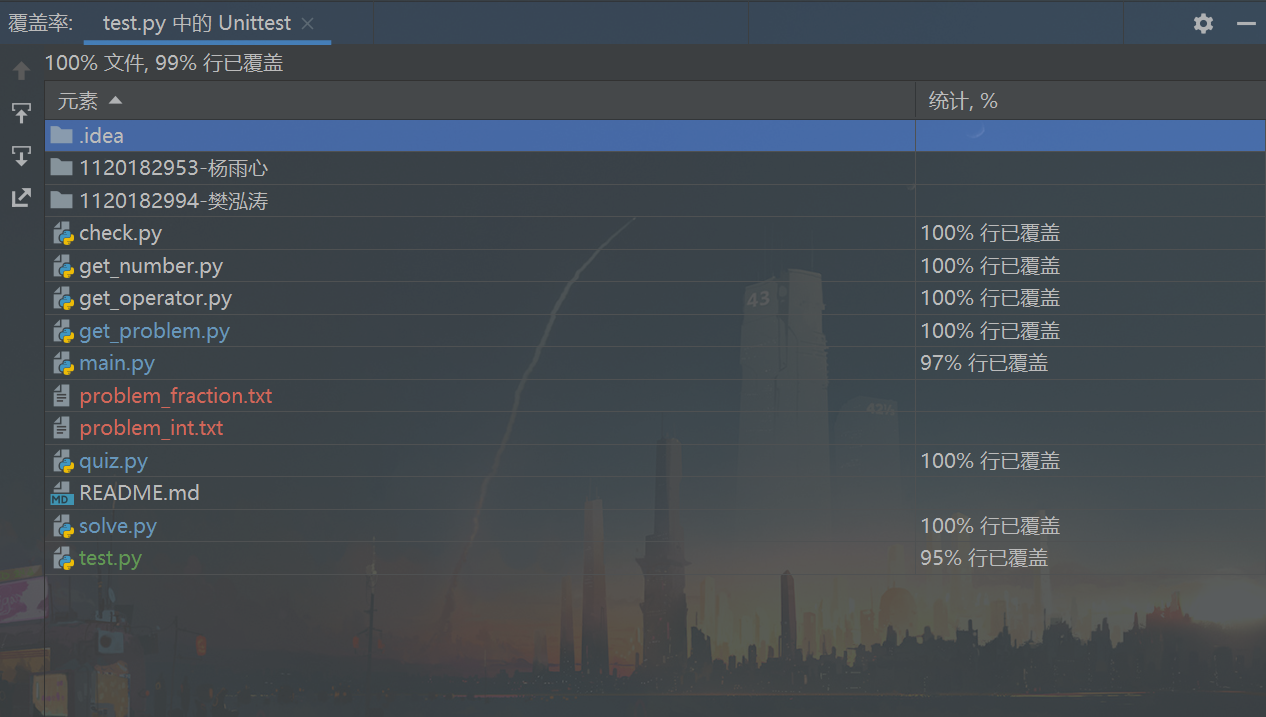 覆盖率: test.py 中的 Unittest
100% 文件, 99% 行已覆盖
元素 统计, %
.idea
1120182953-杨雨心
1120182994-樊泓涛
check.py 100% 行已覆盖
get_number.py 100% 行已覆盖
get_operator.py 100% 行已覆盖
get_problem.py 100% 行已覆盖
main.py 97% 行已覆盖
problem_fraction.txt
problem_int.txt
quiz.py 100% 行已覆盖
MD README.md
solve.py 100% 行已覆盖
test.py 95% 行已覆盖
43
42½